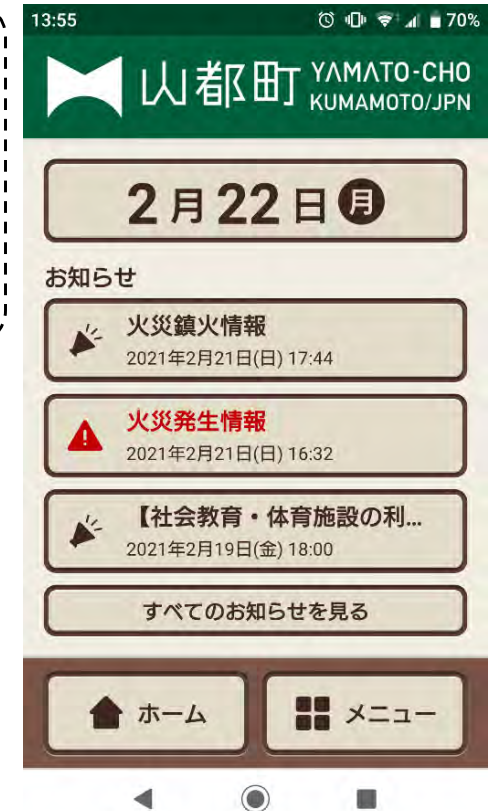 13:55 70%
山都町 YAMATO-CHO
KUMAMOTO/JPN
2月22日 月
お知らせ
火災鎮火情報
2021年2月21日(日) 17:44
火災発生情報
2021年2月21日(日) 16:32
【社会教育・体育施設の利...
2021年2月19日(金) 18:00
すべてのお知らせを見る
ホーム メニュー